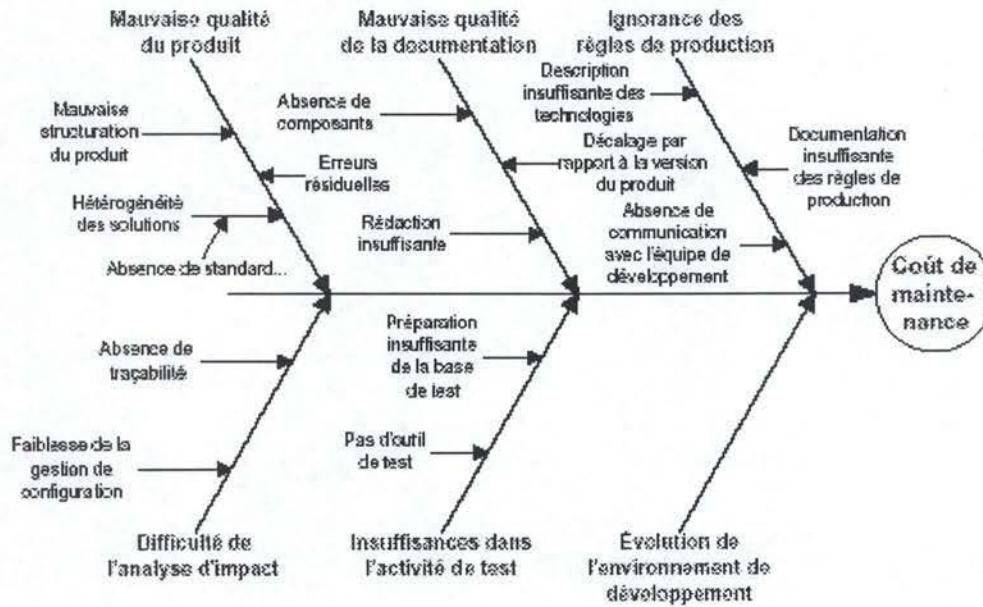 Mauvaise qualité
du produit
Mauvaise qualité
de la documentation
Ignorance des
règles de production
Mauvaise
structuration
du produit
Erreurs
résiduelles
Hétérogénéité
des solutions
Absence de standard...
Absence de
composants
Décalage par
rapport à la version
du produit
Rédaction
insuffisante
Description
insuffisante des
technologies
Documentation
insuffisante
des règles de
production
Absence de
communication
avec l'équipe de
développement
Coût de
mainte-
nance
Absence de
traçabilité
Faiblesse de la
gestion de
configuration
Difficulté de
l'analyse d'impact
Préparation
insuffisante
de la base
de test
Pas d'outil
de test
Insuffisances dans
l'activité de test
Évolution de
l'environnement de
développement